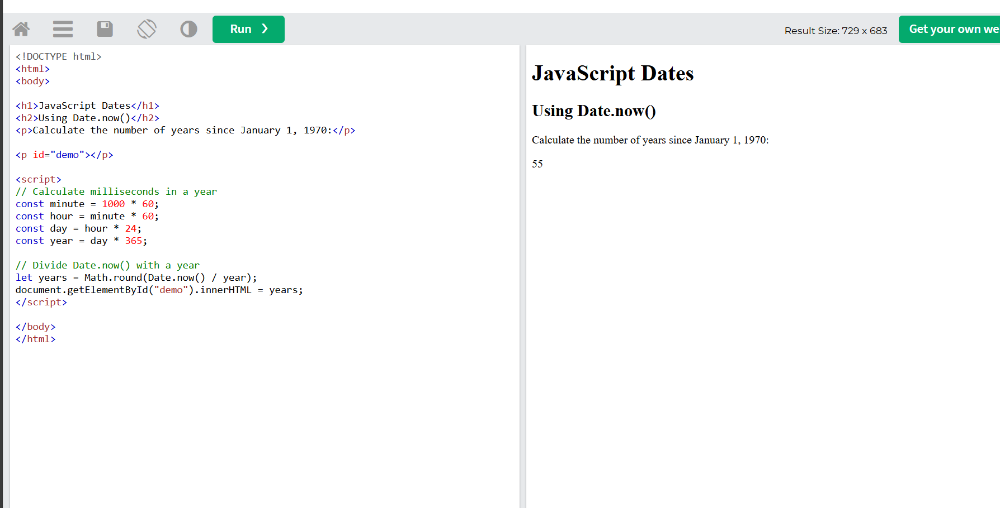 Run ❯
Result Size: 729 x 683
Get your own we
<!DOCTYPE html>
<html>
<body>
<h1>JavaScript Dates</h1>
<h2>Using Date.now()</h2>
<p>Calculate the number of years since January 1, 1970:</p>
<p id="demo"></p>
<script>
// Calculate milliseconds in a year
const minute = 1000 * 60;
const hour = minute * 60;
const day = hour * 24;
const year = day * 365;
// Divide Date.now() with a year
let years = Math.round(Date.now() / year);
document.getElementById("demo").innerHTML = years;
</script>
</body>
</html>
JavaScript Dates
Using Date.now()
Calculate the number of years since January 1, 1970:
55